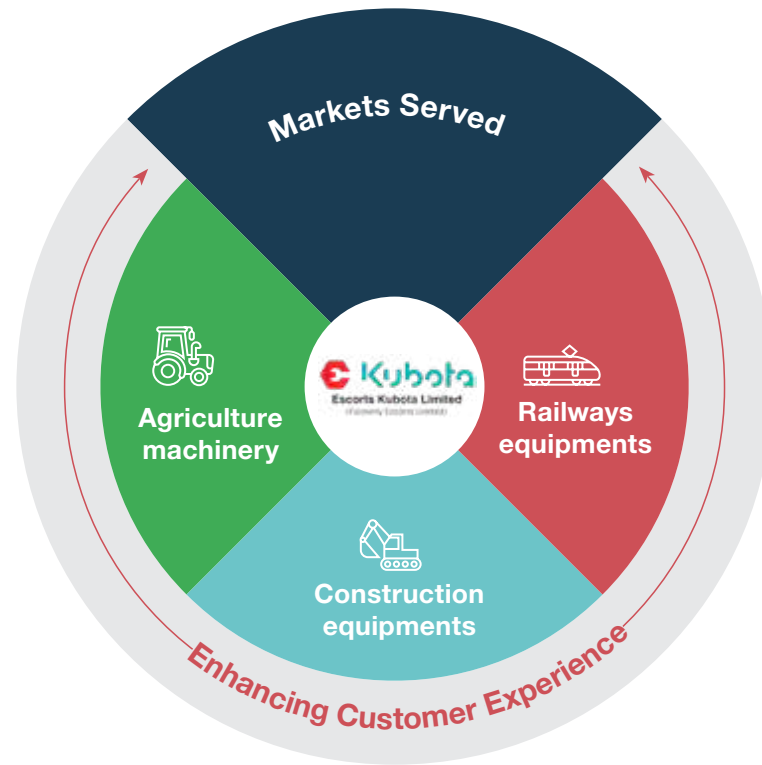 Markets Served
Agriculture
machinery
Kubota
Escorts Kubota Limited
(Formerly Escorts Limited)
Railways
equipments
Construction
equipments
Enhancing Customer Experience